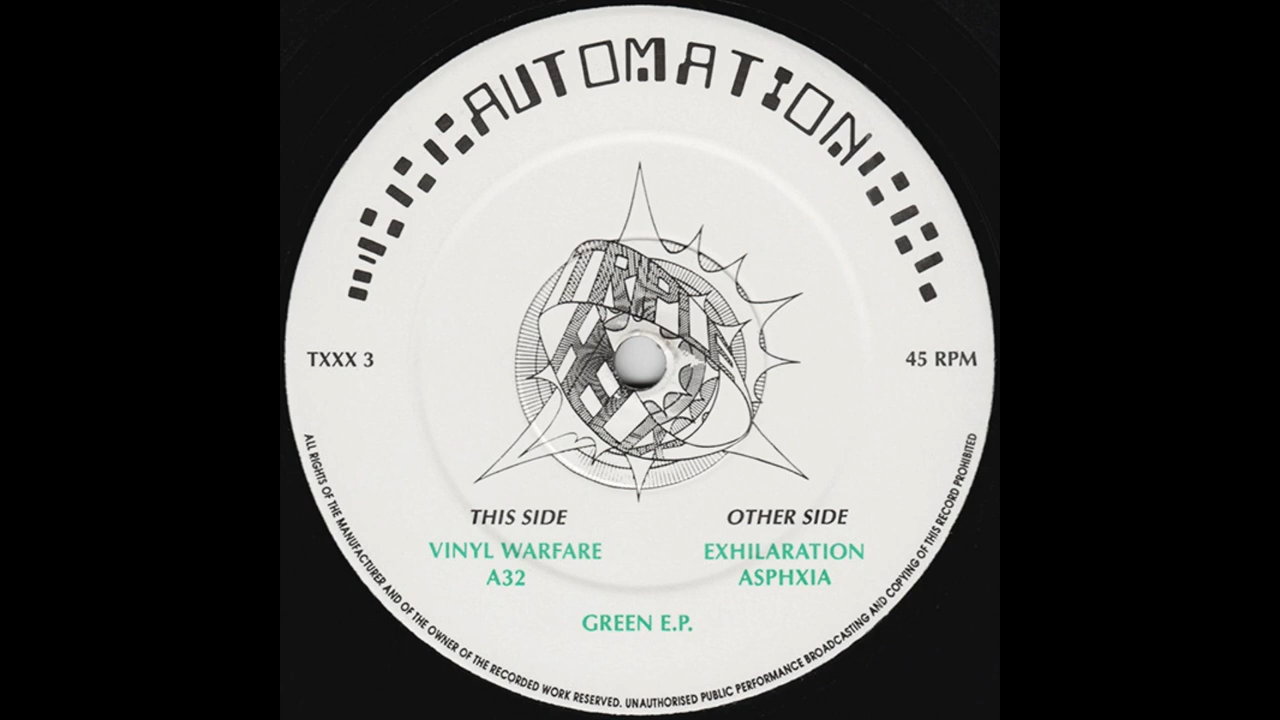 AUTOMATION
TXXX 3
45 RPM
THIS SIDE
VINYL WARFARE
A32
OTHER SIDE
EXHILARATION
ASPHXIA
GREEN E.P.
ALL RIGHTS OF THE MANUFACTURER AND OF THE OWNER OF THE RECORDED WORK RESERVED. UNAUTHORISED PUBLIC PERFORMANCE BROADCASTING AND COPYING OF THIS RECORD PROHIBITED